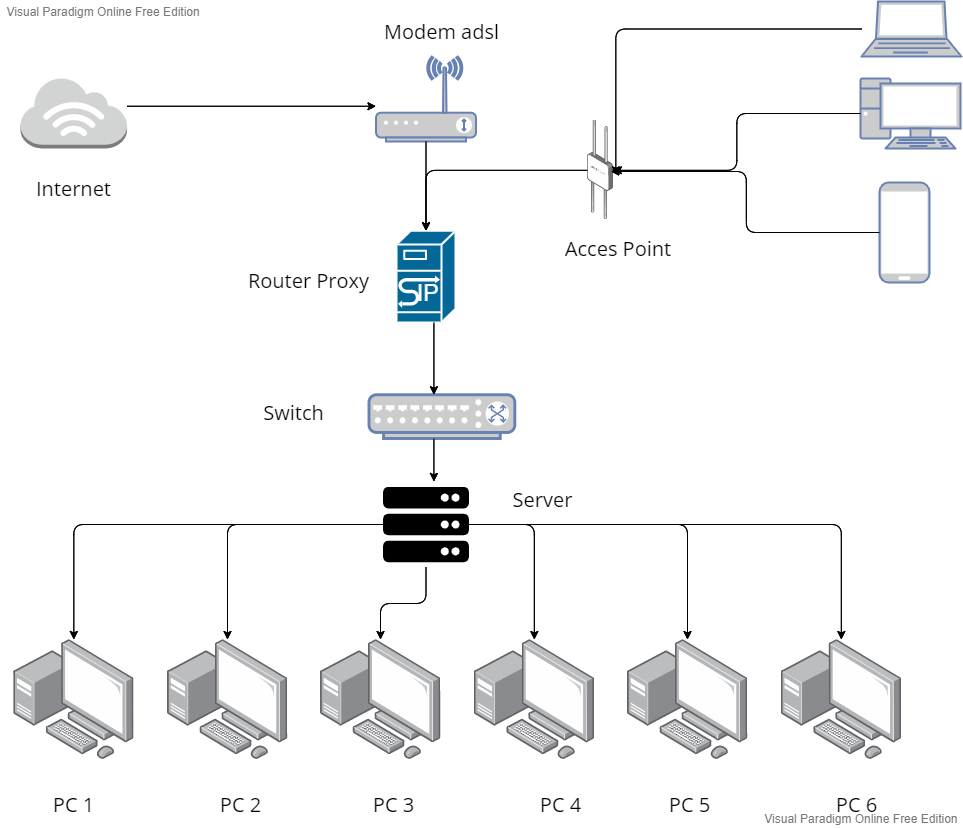 Visual Paradigm Online Free Edition
Modem adsl
Internet
Acces Point
Router Proxy
SIP
Switch
Server
PC 1
PC 2
PC 3
PC 4
PC 5
PC 6
Visual Paradigm Online Free Edition